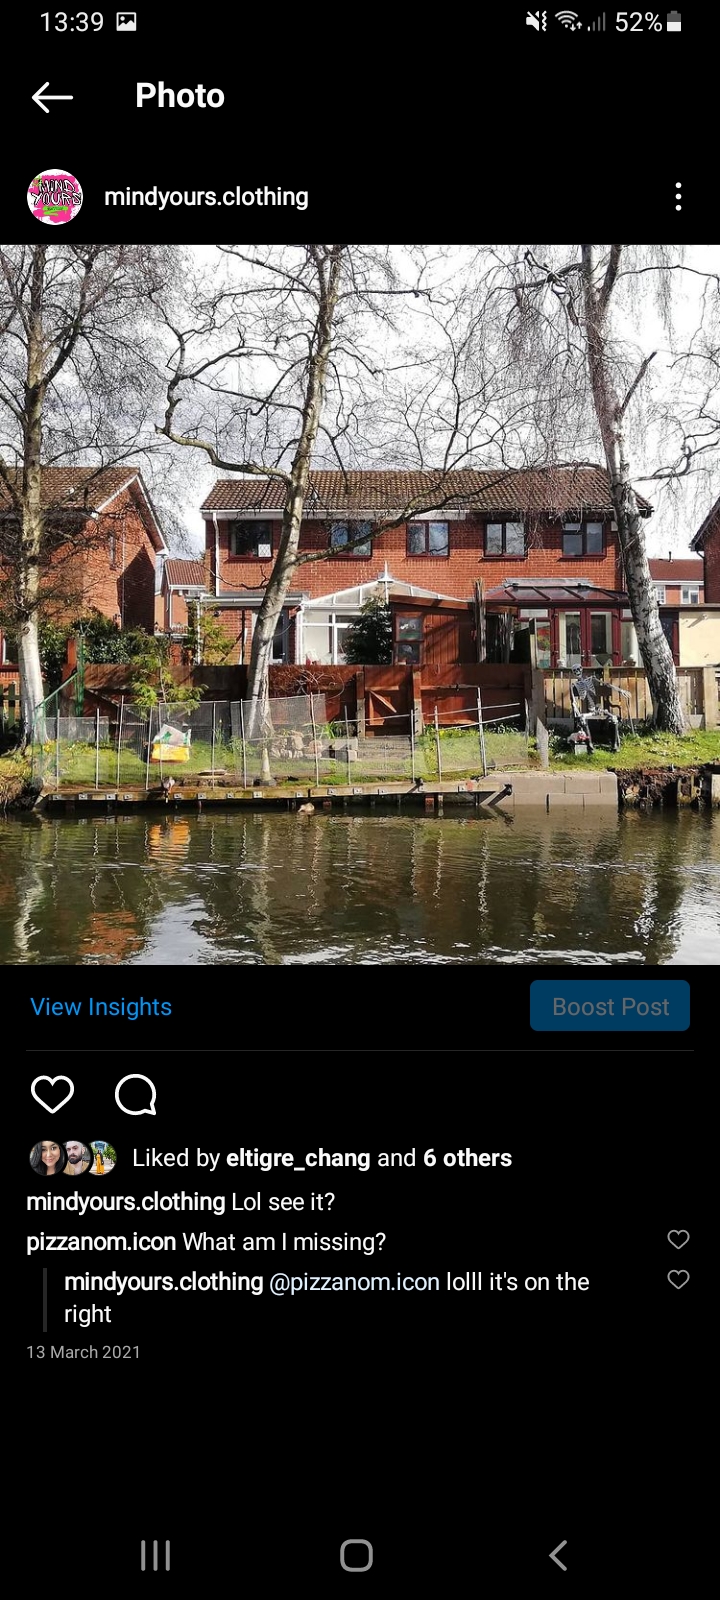 13:39 52%
Photo
MIND YOURS
mindyours.clothing
View Insights Boost Post
Liked by eltigre_chang and 6 others
mindyours.clothing Lol see it?
pizzanom.icon What am I missing?
mindyours.clothing @pizzanom.icon lolll it's on the
right
13 March 2021